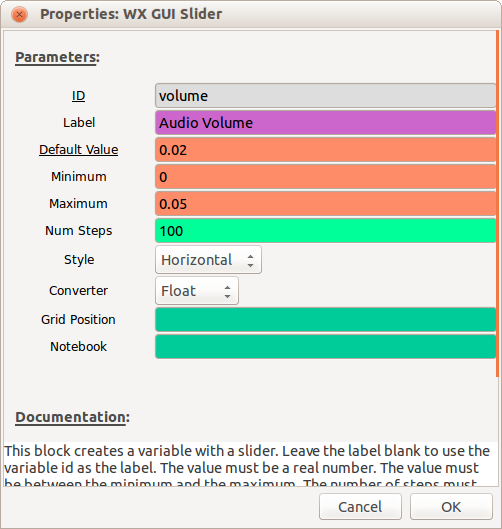 Properties: WX GUI Slider
Parameters:
ID volume
Label Audio Volume
Default Value 0.02
Minimum 0
Maximum 0.05
Num Steps 100
Style Horizontal
Converter Float
Grid Position
Notebook
Documentation:
This block creates a variable with a slider. Leave the label blank to use the
variable id as the label. The value must be a real number. The value must
be between the minimum and the maximum. The number of steps must
Cancel OK